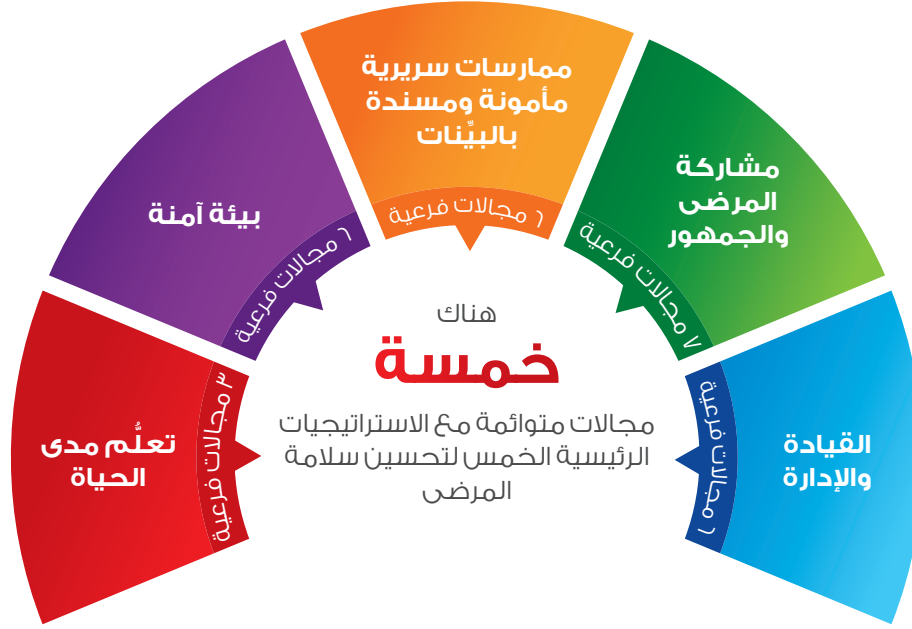 ممارسات سريرية
مأمونة ومسندة
بالبيِّنات
٦ مجالات فرعية
مشاركة
المرضى
والجمهور
٧ مجالات فرعية
بيئة آمنة
٦ مجالات فرعية
هناك
خمسة
مجالات متوائمة مع الاستراتيجيات
الرئيسية الخمس لتحسين سلامة
المرضى
القيادة
والإدارة
٦ مجالات فرعية
تعلُّم مدى
الحياة
٣ مجالات فرعية